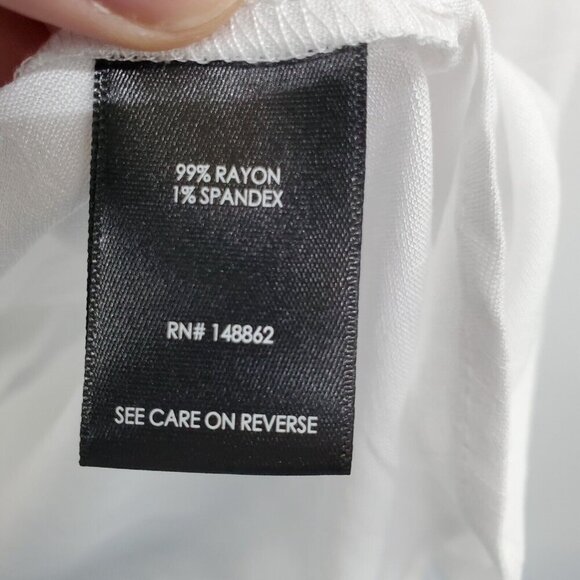 99% RAYON
1% SPANDEX
RN# 148862
SEE CARE ON REVERSE